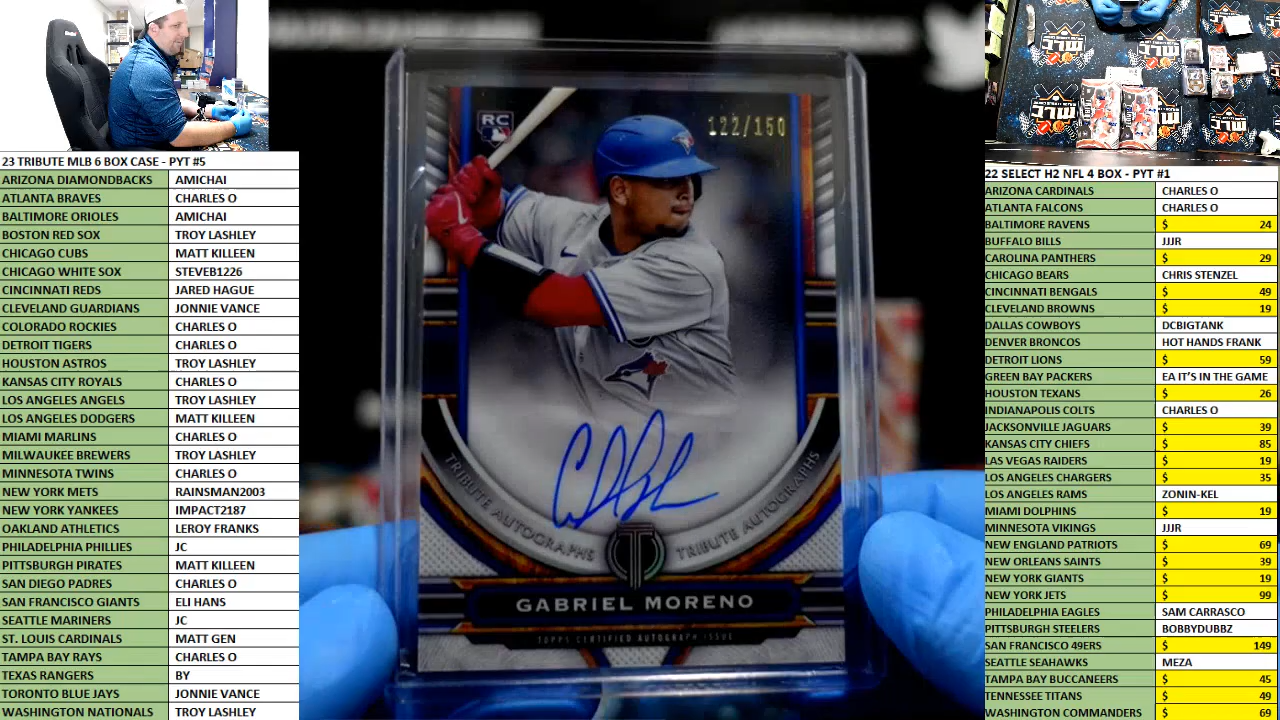 23 TRIBUTE MLB 6 BOX CASE - PYT #5
ARIZONA DIAMONDBACKS AMICHAI
ATLANTA BRAVES CHARLES O
BALTIMORE ORIOLES AMICHAI
BOSTON RED SOX TROY LASHLEY
CHICAGO CUBS MATT KILLEEN
CHICAGO WHITE SOX STEVEB1226
CINCINNATI REDS JARED HAGUE
CLEVELAND GUARDIANS JONNIE VANCE
COLORADO ROCKIES CHARLES O
DETROIT TIGERS CHARLES O
HOUSTON ASTROS TROY LASHLEY
KANSAS CITY ROYALS CHARLES O
LOS ANGELES ANGELS TROY LASHLEY
LOS ANGELES DODGERS MATT KILLEEN
MIAMI MARLINS CHARLES O
MILWAUKEE BREWERS TROY LASHLEY
MINNESOTA TWINS CHARLES O
NEW YORK METS RAINSMAN2003
NEW YORK YANKEES IMPACT2187
OAKLAND ATHLETICS LEROY FRANKS
PHILADELPHIA PHILLIES JC
PITTSBURGH PIRATES MATT KILLEEN
SAN DIEGO PADRES CHARLES O
SAN FRANCISCO GIANTS ELI HANS
SEATTLE MARINERS JC
ST. LOUIS CARDINALS MATT GEN
TAMPA BAY RAYS CHARLES O
TEXAS RANGERS BY
TORONTO BLUE JAYS JONNIE VANCE
WASHINGTON NATIONALS TROY LASHLEY
RC
122/150
TRIBUTE AUTOGRAPHS TRIBUTE AUTOGRAPHS
GABRIEL MORENO
TOPPS CERTIFIED AUTOGRAPH ISSUE
MLC
MLC
22 SELECT H2 NFL 4 BOX - PYT #1
ARIZONA CARDINALS CHARLES O
ATLANTA FALCONS CHARLES O
BALTIMORE RAVENS $ 24
BUFFALO BILLS JJJR
CAROLINA PANTHERS $ 29
CHICAGO BEARS CHRIS STENZEL
CINCINNATI BENGALS $ 49
CLEVELAND BROWNS $ 19
DALLAS COWBOYS DCBIGTANK
DENVER BRONCOS HOT HANDS FRANK
DETROIT LIONS $ 59
GREEN BAY PACKERS EA IT'S IN THE GAME
HOUSTON TEXANS $ 26
INDIANAPOLIS COLTS CHARLES O
JACKSONVILLE JAGUARS $ 39
KANSAS CITY CHIEFS $ 85
LAS VEGAS RAIDERS $ 19
LOS ANGELES CHARGERS $ 35
LOS ANGELES RAMS ZONIN-KEL
MIAMI DOLPHINS $ 19
MINNESOTA VIKINGS JJJR
NEW ENGLAND PATRIOTS $ 69
NEW ORLEANS SAINTS $ 39
NEW YORK GIANTS $ 19
NEW YORK JETS $ 99
PHILADELPHIA EAGLES SAM CARRASCO
PITTSBURGH STEELERS BOBBYDUBBZ
SAN FRANCISCO 49ERS $ 149
SEATTLE SEAHAWKS MEZA
TAMPA BAY BUCCANEERS $ 45
TENNESSEE TITANS $ 49
WASHINGTON COMMANDERS $ 69